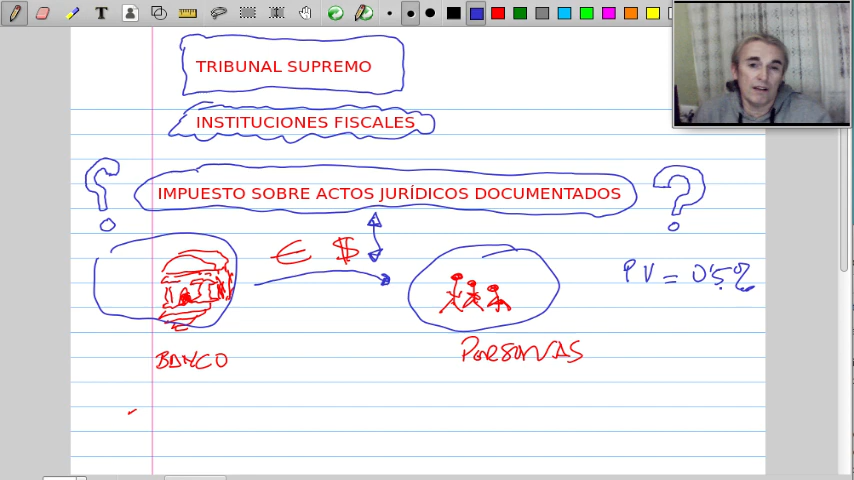 TRIBUNAL SUPREMO
INSTITUCIONES FISCALES
? IMPUESTO SOBRE ACTOS JURÍDICOS DOCUMENTADOS ?
€ $
PV = 0'5%
BANCO
PERSONAS